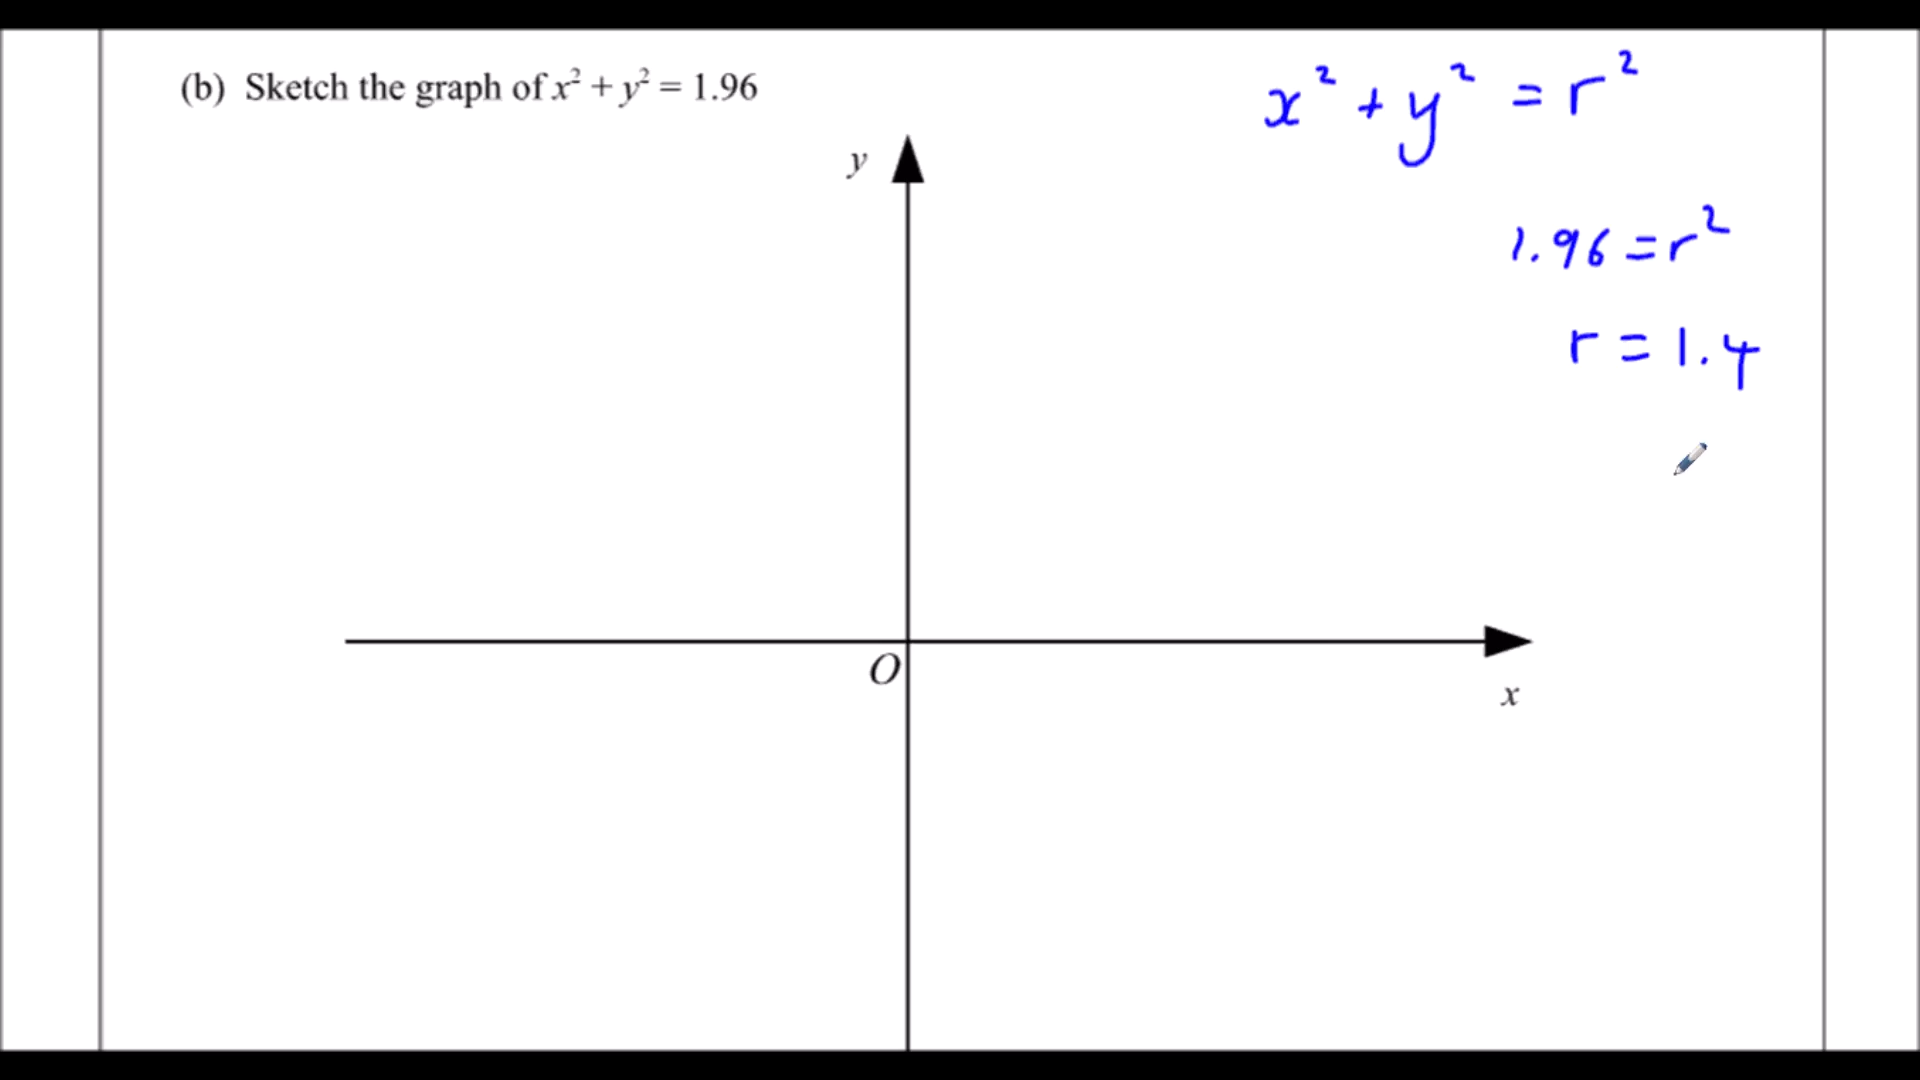 (b) Sketch the graph of x² + y² = 1.96
x² + y² = r²
y
1.96 = r²
r = 1.4
O
x